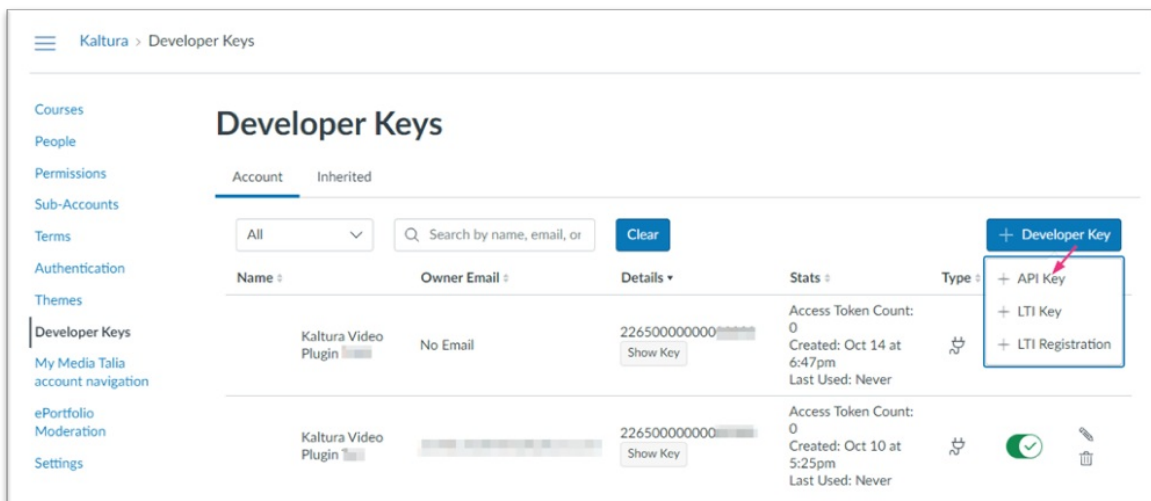 Kaltura > Developer Keys
Courses
People
Permissions
Sub-Accounts
Terms
Authentication
Themes
Developer Keys
My Media Talia
account navigation
ePortfolio
Moderation
Settings
Developer Keys
Account Inherited
All Search by name, email, or Clear + Developer Key
+ API Key
+ LTI Key
+ LTI Registration
Name Owner Email Details Stats Type
Kaltura Video
Plugin
No Email
226500000000
Show Key
Access Token Count:
0
Created: Oct 14 at
6:47pm
Last Used: Never
Kaltura Video
Plugin
226500000000
Show Key
Access Token Count:
0
Created: Oct 10 at
5:25pm
Last Used: Never